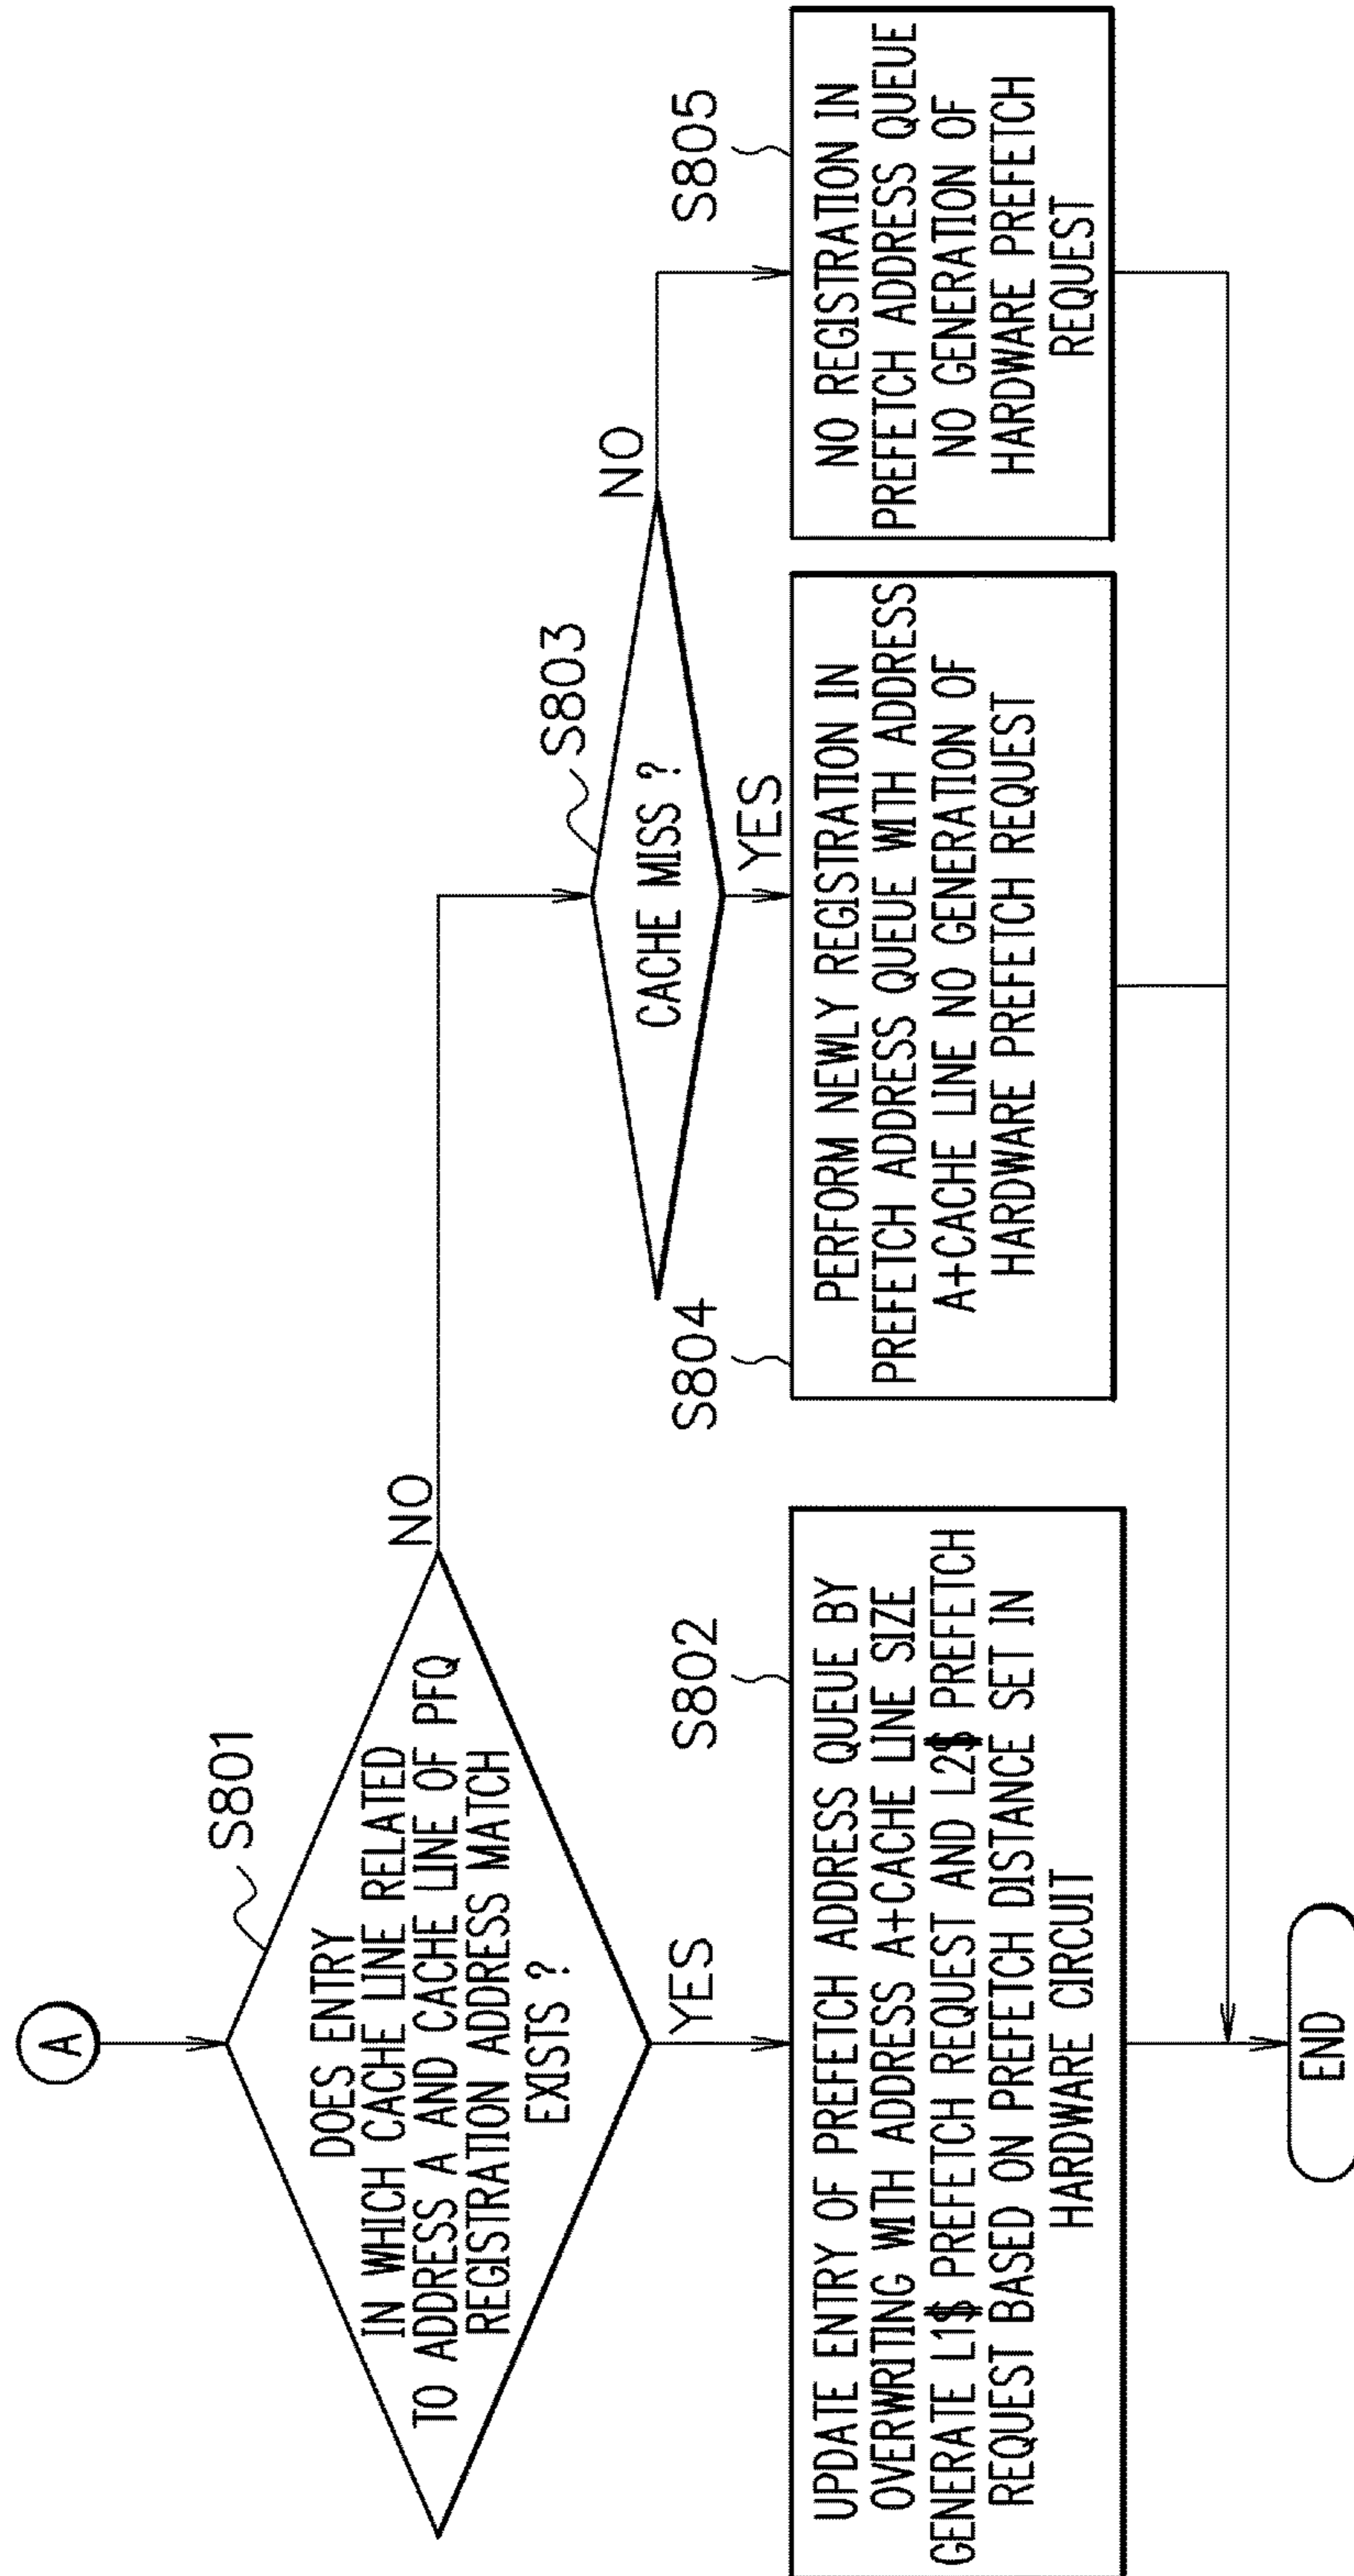 A
S801
DOES ENTRY
IN WHICH CACHE LINE RELATED
TO ADDRESS A AND CACHE LINE OF PFQ
REGISTRATION ADDRESS MATCH
EXISTS ?
NO
YES
S802
UPDATE ENTRY OF PREFETCH ADDRESS QUEUE BY
OVERWRITING WITH ADDRESS A+CACHE LINE SIZE
GENERATE L1$ PREFETCH REQUEST AND L2$ PREFETCH
REQUEST BASED ON PREFETCH DISTANCE SET IN
HARDWARE CIRCUIT
S803
CACHE MISS ?
NO
YES
S804
PERFORM NEWLY REGISTRATION IN
PREFETCH ADDRESS QUEUE WITH ADDRESS
A+CACHE LINE NO GENERATION OF
HARDWARE PREFETCH REQUEST
S805
NO REGISTRATION IN
PREFETCH ADDRESS QUEUE
NO GENERATION OF
HARDWARE PREFETCH
REQUEST
END